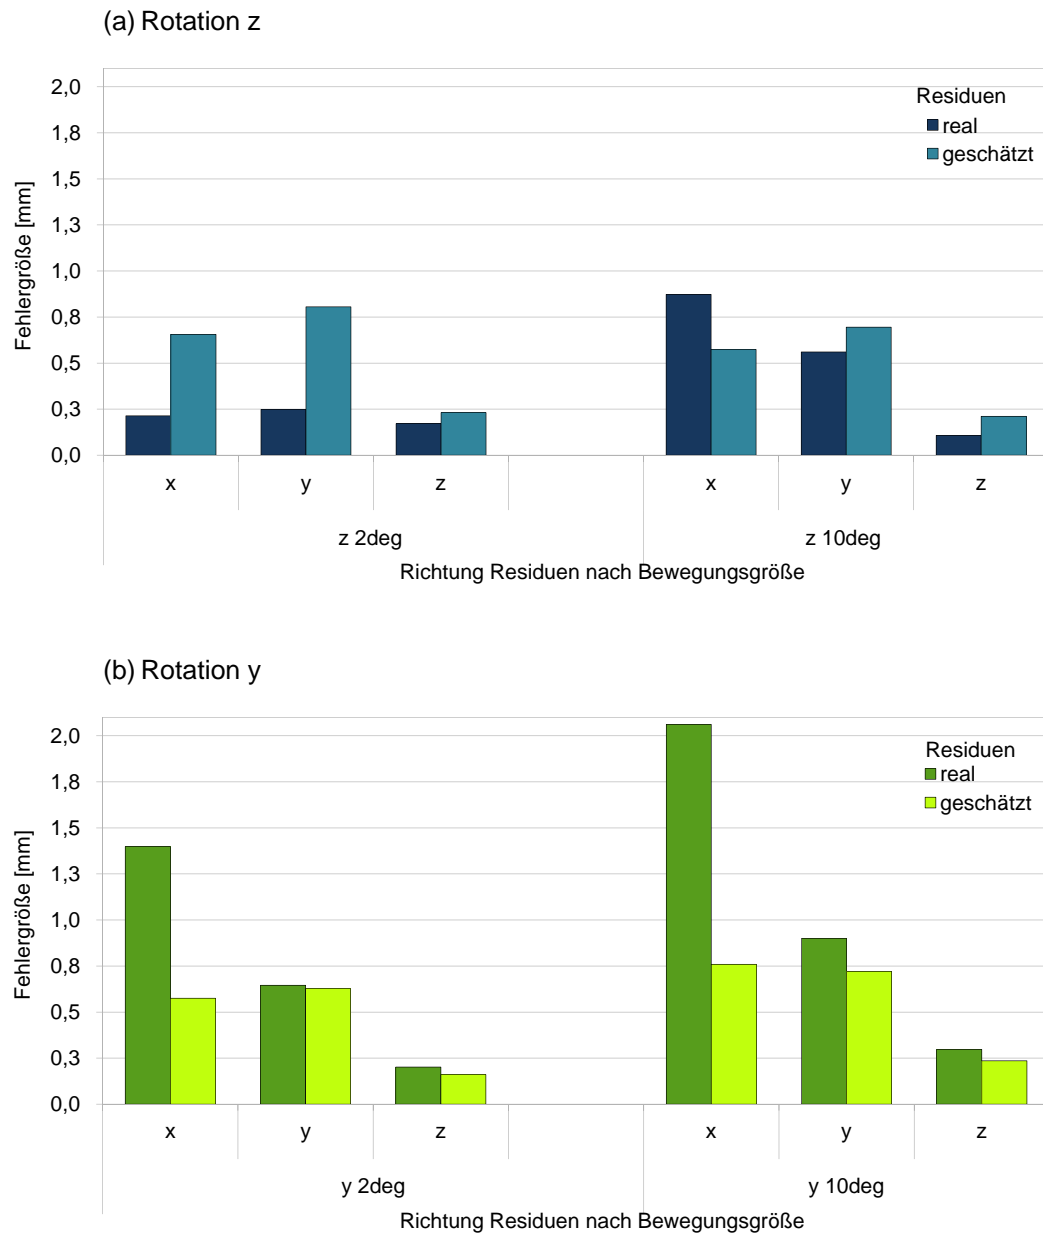 (a) Rotation z
2,0
1,8
1,5
1,3
1,0
0,8
0,5
0,3
0,0
Fehlergröße [mm]
Residuen
real
geschätzt
x y z x y z
z 2deg z 10deg
Richtung Residuen nach Bewegungsgröße
(b) Rotation y
2,0
1,8
1,5
1,3
1,0
0,8
0,5
0,3
0,0
Fehlergröße [mm]
Residuen
real
geschätzt
x y z x y z
y 2deg y 10deg
Richtung Residuen nach Bewegungsgröße